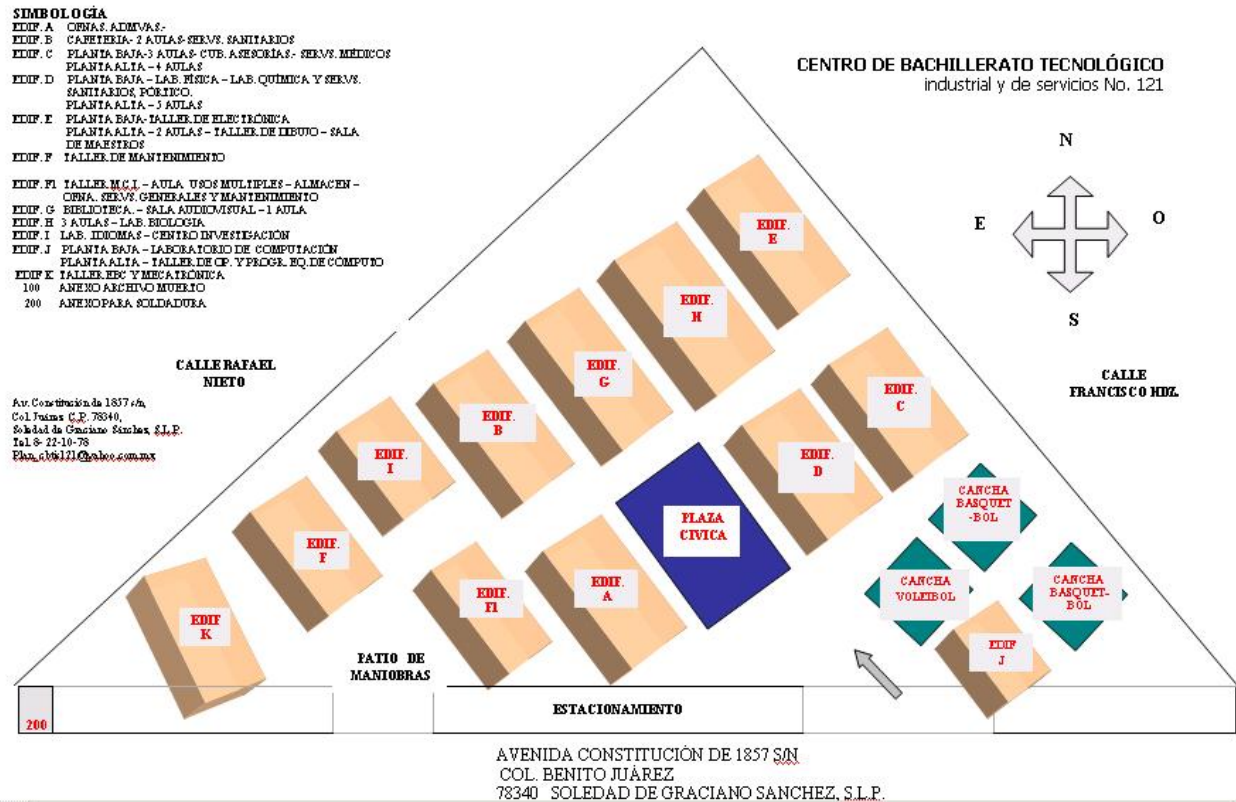 SIMBOLOGÍA
EDIF. A OFNAS. ADMVAS.-
EDIF. B CAFETERIA- 2 AULAS-SERVS. SANITARIOS
EDIF. C PLANTA BAJA-3 AULAS- CUB. ASESORÍAS.- SERVS. MÉDICOS
PLANTA ALTA – 4 AULAS
EDIF. D PLANTA BAJA – LAB. FÍSICA – LAB. QUÍMICA Y SERVS.
SANITARIOS, PÓRTICO.
PLANTA ALTA – 5 AULAS
EDIF. E PLANTA BAJA-TALLER DE ELECTRÓNICA
PLANTA ALTA – 2 AULAS – TALLER DE DIBUJO – SALA
DE MAESTROS
EDIF. F TALLER DE MANTENIMIENTO
EDIF. F1 TALLER M.C.I. – AULA USOS MULTIPLES – ALMACEN –
OFNA. SERVS. GENERALES Y MANTENIMIENTO
EDIF. G BIBLIOTECA. – SALA AUDIOVISUAL – 1 AULA
EDIF. H 3 AULAS – LAB. BIOLOGIA
EDIF. I LAB. IDIOMAS – CENTRO INVESTIGACIÓN
EDIF. J PLANTA BAJA – LABORATORIO DE COMPUTACIÓN
PLANTA ALTA – TALLER DE OP. Y PROGR. EQ. DE CÓMPUTO
EDIF K TALLER EBC Y MECATRÓNICA
100 ANEXO ARCHIVO MUERTO
200 ANEXO PARA SOLDADURA
CENTRO DE BACHILLERATO TECNOLÓGICO
industrial y de servicios No. 121
N
E
O
S
CALLE RAFAEL
NIETO
CALLE
FRANCISCO HDZ.
Av. Constitución de 1857 s/n,
Col. Juárez C.P. 78340,
Soledad de Graciano Sánchez, S.L.P.
Tel. 8- 22-10-78
Plan_cbtis121@yahoo.com.mx
EDIF.
E
EDIF.
H
EDIF.
G
EDIF.
C
EDIF.
B
EDIF.
D
EDIF.
I
PLAZA
CIVICA
CANCHA
BASQUET
-BOL
EDIF.
F
EDIF.
A
EDIF.
F1
CANCHA
VOLEIBOL
CANCHA
BASQUET-
BOL
EDIF
K
EDIF
J
PATIO DE
MANIOBRAS
200
ESTACIONAMIENTO
AVENIDA CONSTITUCIÓN DE 1857 S/N
COL. BENITO JUÁREZ
78340 SOLEDAD DE GRACIANO SANCHEZ, S.L.P.